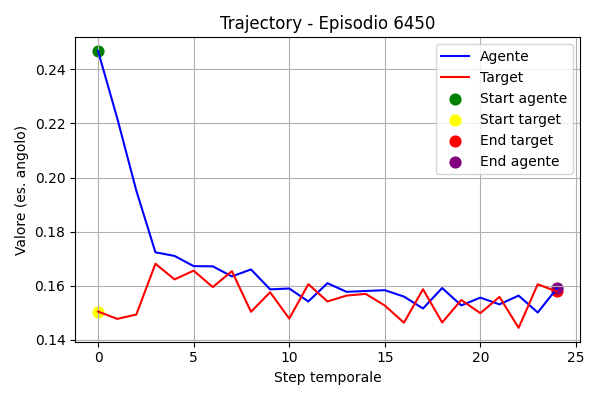 Trajectory - Episodio 6450
Valore (es. angolo)
0.24
0.22
0.20
0.18
0.16
0.14
0
5
10
15
20
25
Step temporale
Agente
Target
Start agente
Start target
End target
End agente